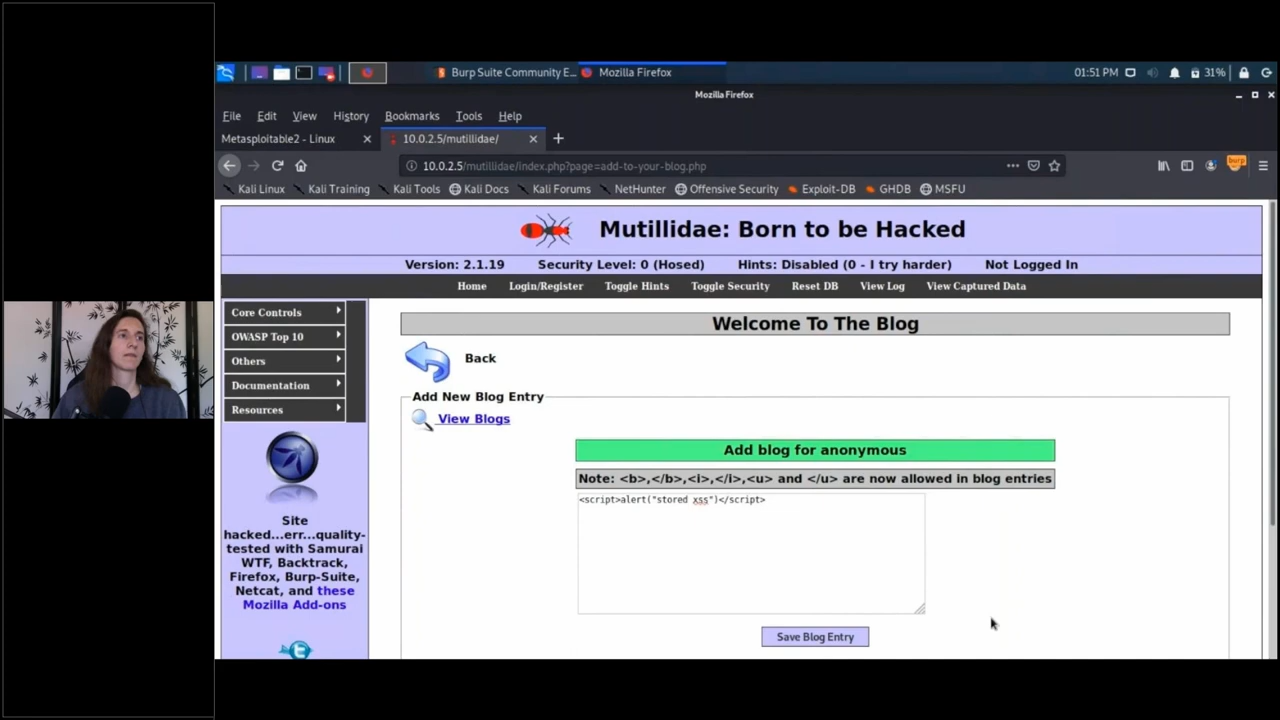 Burp Suite Community E...
Mozilla Firefox
01:51 PM
31%
Mozilla Firefox
File Edit View History Bookmarks Tools Help
Metasploitable2 - Linux
10.0.2.5/mutillidae/
10.0.2.5/mutillidae/index.php?page=add-to-your-blog.php
burp
Kali Linux Kali Training Kali Tools Kali Docs Kali Forums NetHunter Offensive Security Exploit-DB GHDB MSFU
Mutillidae: Born to be Hacked
Version: 2.1.19 Security Level: 0 (Hosed) Hints: Disabled (0 - I try harder) Not Logged In
Home Login/Register Toggle Hints Toggle Security Reset DB View Log View Captured Data
Core Controls
OWASP Top 10
Others
Documentation
Resources
Site
hacked...err...quality-
tested with Samurai
WTF, Backtrack,
Firefox, Burp-Suite,
Netcat, and these
Mozilla Add-ons
Welcome To The Blog
Back
Add New Blog Entry
View Blogs
Add blog for anonymous
Note: <b>,</b>,<i>,</i>,<u> and </u> are now allowed in blog entries
<script>alert("stored xss")</script>
Save Blog Entry